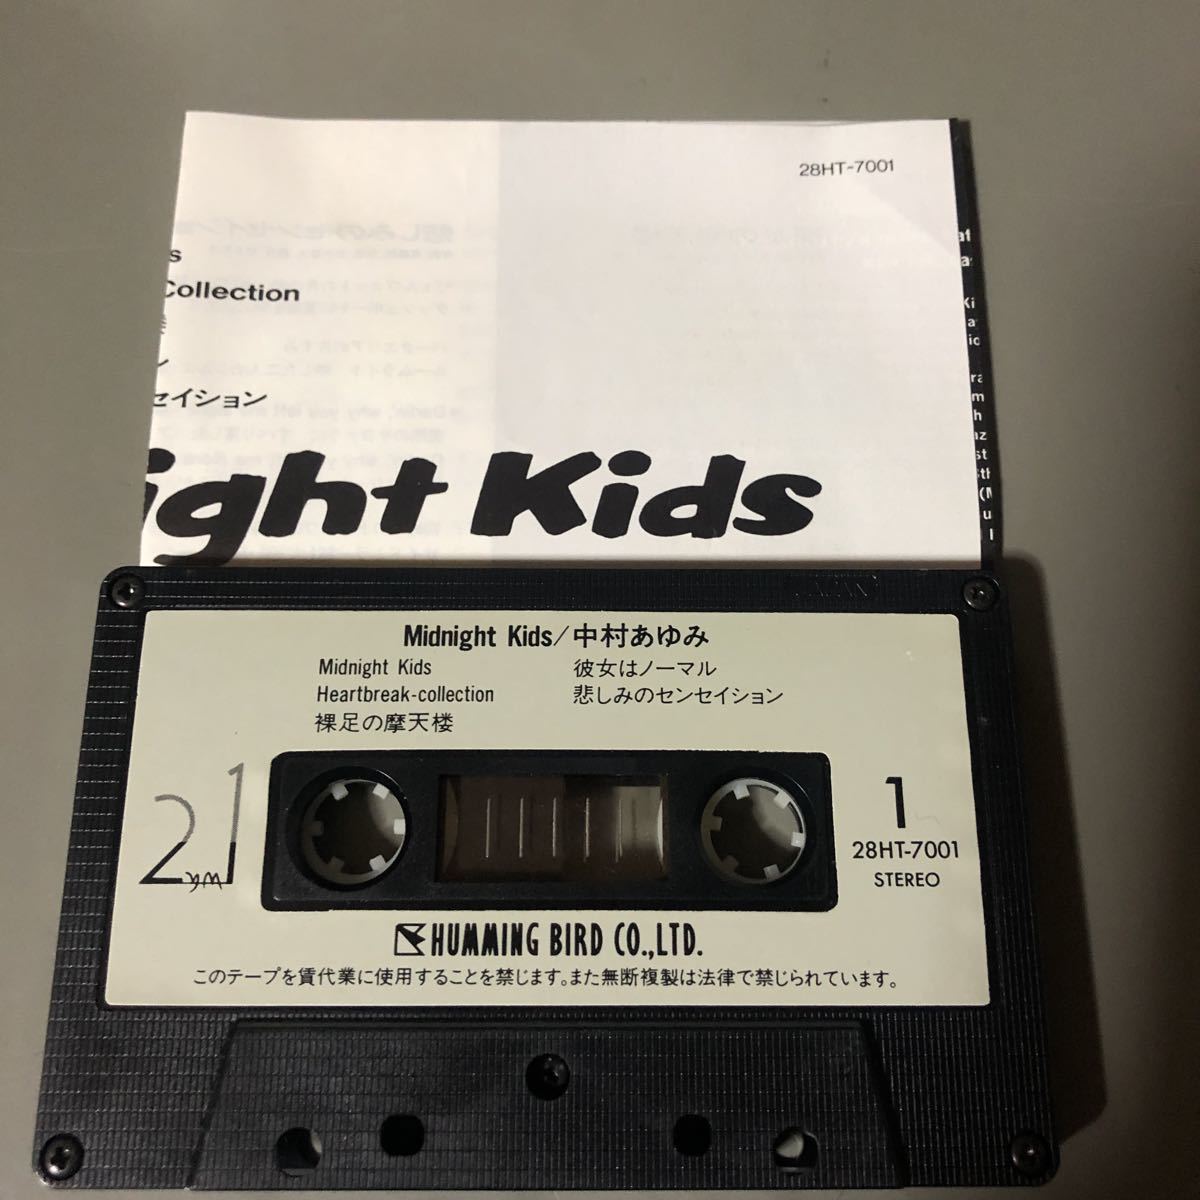 28HT-7001
s
Collection
ン
セイション
ight Kids
Midnight Kids/中村あゆみ
Midnight Kids
Heartbreak-collection
裸足の摩天楼
彼女はノーマル
悲しみのセンセイション
21
1
28HT-7001
STEREO
HUMMING BIRD CO.,LTD.
このテープを賃代業に使用することを禁じます。また無断複製は法律で禁じられています。